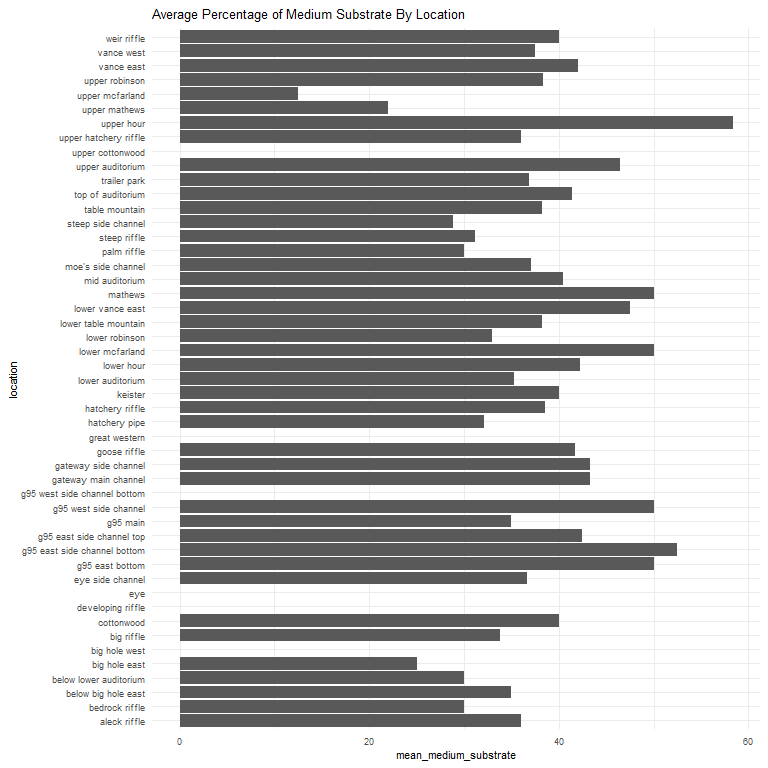 Average Percentage of Medium Substrate By Location
weir riffle
vance west
vance east
upper robinson
upper mcfarland
upper mathews
upper hour
upper hatchery riffle
upper cottonwood
upper auditorium
trailer park
top of auditorium
table mountain
steep side channel
steep riffle
palm riffle
moe's side channel
mid auditorium
mathews
lower vance east
lower table mountain
lower robinson
lower mcfarland
lower hour
lower auditorium
keister
hatchery riffle
hatchery pipe
great western
goose riffle
gateway side channel
gateway main channel
g95 west side channel bottom
g95 west side channel
g95 main
g95 east side channel top
g95 east side channel bottom
g95 east bottom
eye side channel
eye
developing riffle
cottonwood
big riffle
big hole west
big hole east
below lower auditorium
below big hole east
bedrock riffle
aleck riffle
location
0 20 40 60
mean_medium_substrate